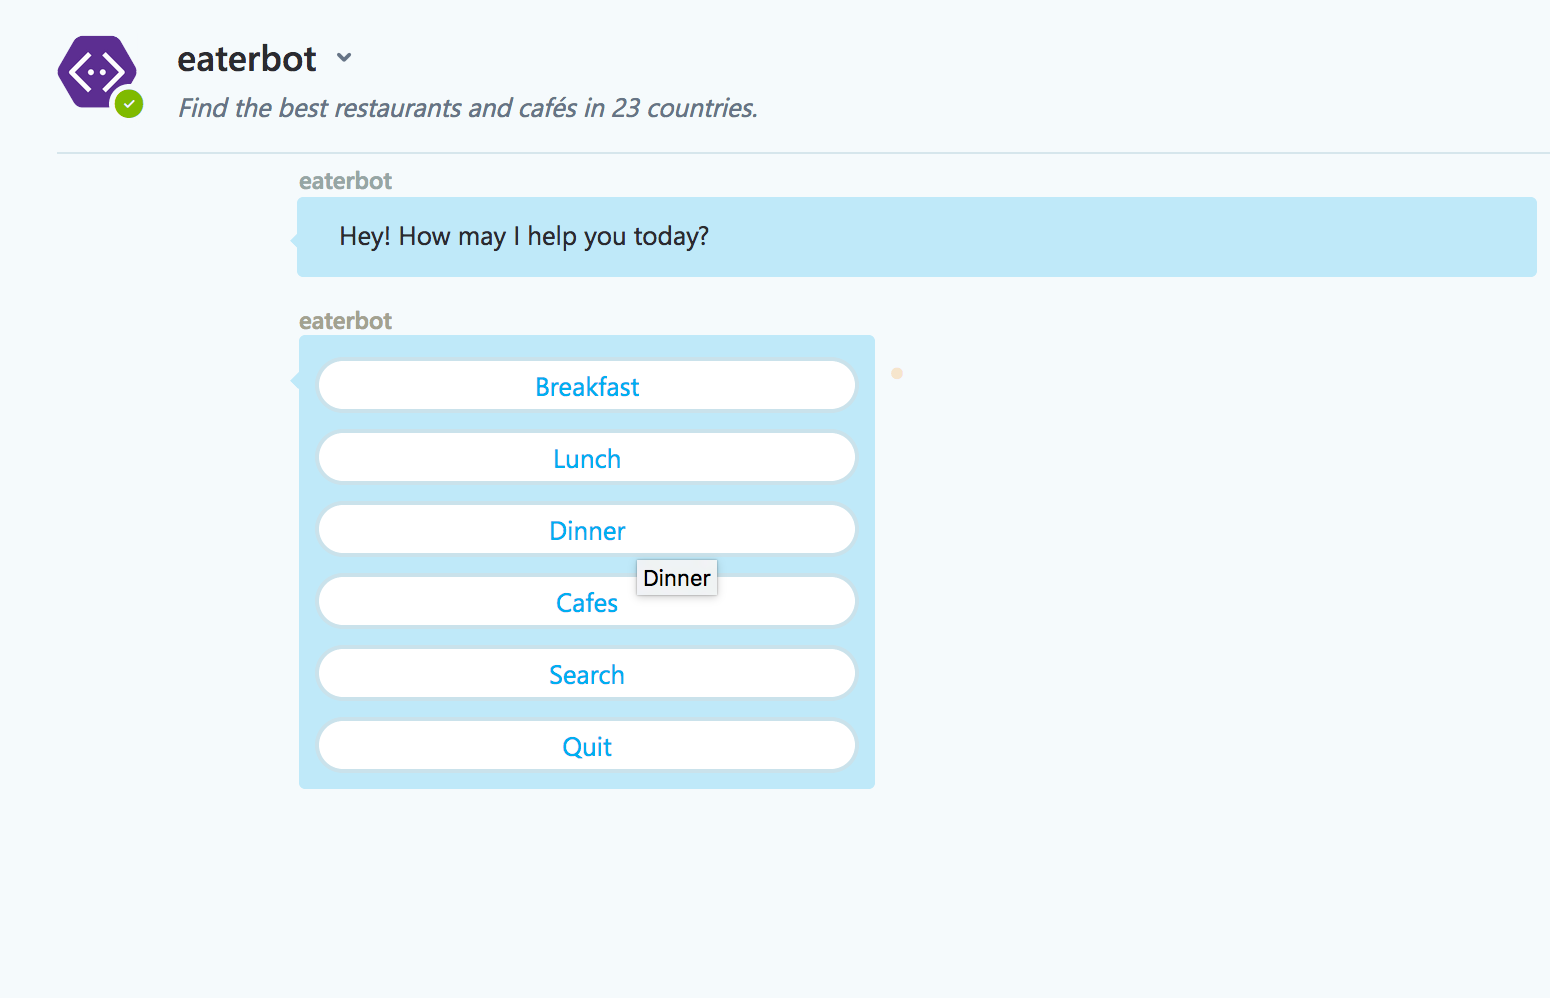 eaterbot
Find the best restaurants and cafés in 23 countries.
eaterbot
Hey! How may I help you today?
eaterbot
Breakfast
Lunch
Dinner
Dinner
Cafes
Search
Quit